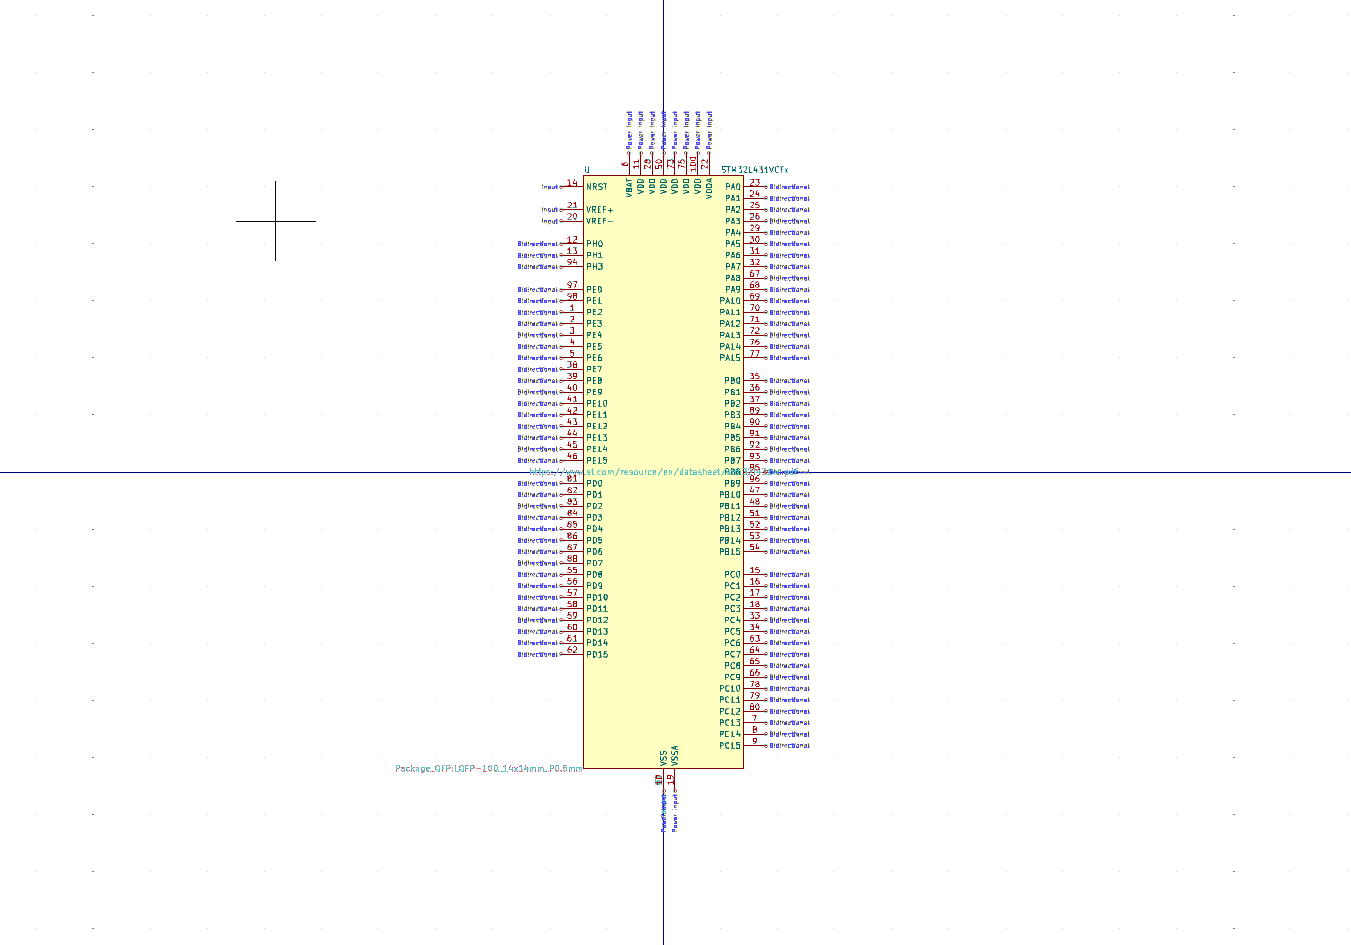 Power Input Power Input Power Input Power Input Power Input Power Input Power Input Power Input
6 11 28 50 73 75 100 22
U STM32L431VCTx
VBAT VDD VDD VDD VDD VDD VDD VDDA
Input 14 NRST PA0 23 Bidirectional
PA1 24 Bidirectional
Input 21 VREF+ PA2 25 Bidirectional
Input 20 VREF- PA3 26 Bidirectional
PA4 29 Bidirectional
Bidirectional 12 PH0 PA5 30 Bidirectional
Bidirectional 13 PH1 PA6 31 Bidirectional
Bidirectional 94 PH3 PA7 32 Bidirectional
PA8 67 Bidirectional
Bidirectional 97 PE0 PA9 68 Bidirectional
Bidirectional 98 PE1 PA10 69 Bidirectional
Bidirectional 1 PE2 PA11 70 Bidirectional
Bidirectional 2 PE3 PA12 71 Bidirectional
Bidirectional 3 PE4 PA13 72 Bidirectional
Bidirectional 4 PE5 PA14 76 Bidirectional
Bidirectional 5 PE6 PA15 77 Bidirectional
Bidirectional 38 PE7
Bidirectional 39 PE8 PB0 35 Bidirectional
Bidirectional 40 PE9 PB1 36 Bidirectional
Bidirectional 41 PE10 PB2 37 Bidirectional
Bidirectional 42 PE11 PB3 89 Bidirectional
Bidirectional 43 PE12 PB4 90 Bidirectional
Bidirectional 44 PE13 PB5 91 Bidirectional
Bidirectional 45 PE14 PB6 92 Bidirectional
Bidirectional 46 PE15 PB7 93 Bidirectional
https://www.st.com/resource/en/datasheet/ PB8 95
Bidirectional 81 PD0 PB9 96 Bidirectional
Bidirectional 82 PD1 PB10 47 Bidirectional
Bidirectional 83 PD2 PB11 48 Bidirectional
Bidirectional 84 PD3 PB12 51 Bidirectional
Bidirectional 85 PD4 PB13 52 Bidirectional
Bidirectional 86 PD5 PB14 53 Bidirectional
Bidirectional 87 PD6 PB15 54 Bidirectional
Bidirectional 88 PD7
Bidirectional 55 PD8 PC0 15 Bidirectional
Bidirectional 56 PD9 PC1 16 Bidirectional
Bidirectional 57 PD10 PC2 17 Bidirectional
Bidirectional 58 PD11 PC3 18 Bidirectional
Bidirectional 59 PD12 PC4 33 Bidirectional
Bidirectional 60 PD13 PC5 34 Bidirectional
Bidirectional 61 PD14 PC6 63 Bidirectional
Bidirectional 62 PD15 PC7 64 Bidirectional
PC8 65 Bidirectional
PC9 66 Bidirectional
PC10 78 Bidirectional
PC11 79 Bidirectional
PC12 80 Bidirectional
PC13 7 Bidirectional
PC14 8 Bidirectional
PC15 9 Bidirectional
VSS VSSA
Package_QFP:LQFP-100_14x14mm_P0.5mm
19
Power Input